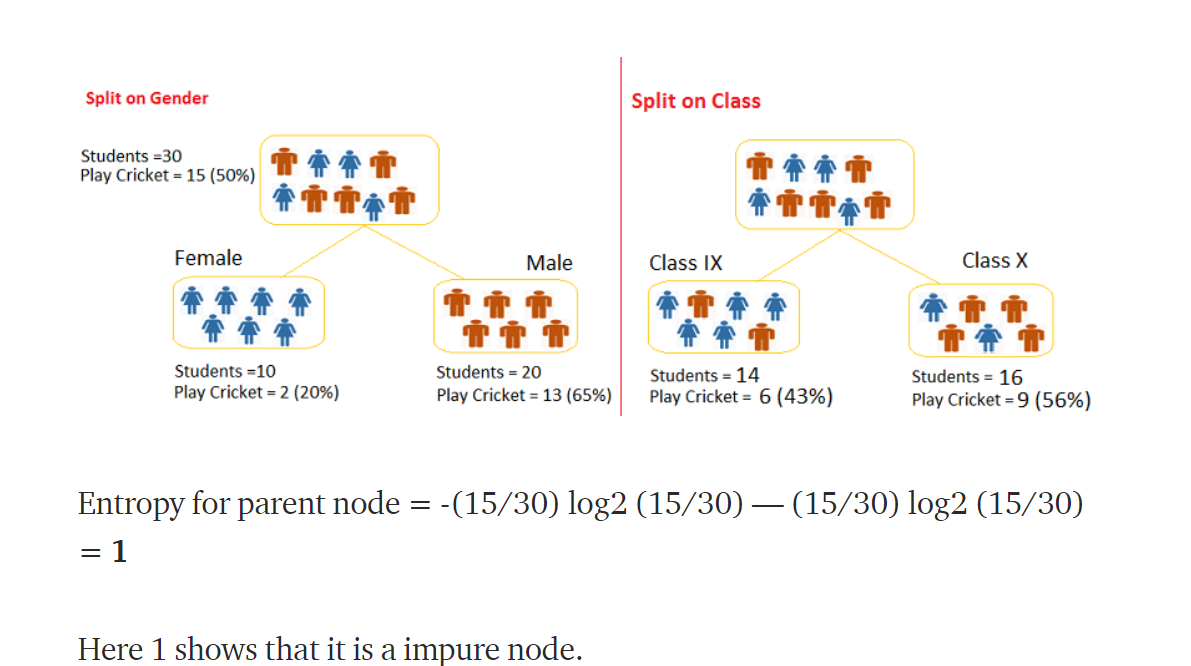 Split on Gender
Students =30
Play Cricket = 15 (50%)
Female
Male
Students =10
Play Cricket = 2 (20%)
Students = 20
Play Cricket = 13 (65%)
Split on Class
Class IX
Class X
Students = 14
Play Cricket = 6 (43%)
Students = 16
Play Cricket = 9 (56%)
Entropy for parent node = -(15/30) log2 (15/30) — (15/30) log2 (15/30)
= 1
Here 1 shows that it is a impure node.